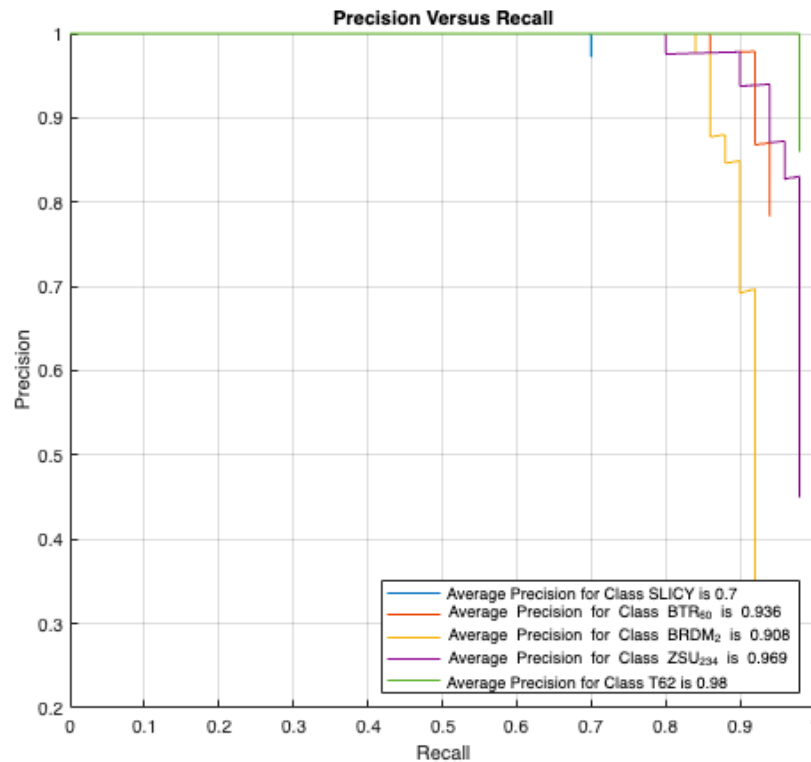 Precision Versus Recall
1
0.9
0.8
0.7
0.6
0.5
0.4
0.3
0.2
Precision
0 0.1 0.2 0.3 0.4 0.5 0.6 0.7 0.8 0.9
Recall
Average Precision for Class SLICY is 0.7
Average Precision for Class BTR₆₀ is 0.936
Average Precision for Class BRDM₂ is 0.908
Average Precision for Class ZSU₂₃₄ is 0.969
Average Precision for Class T62 is 0.98